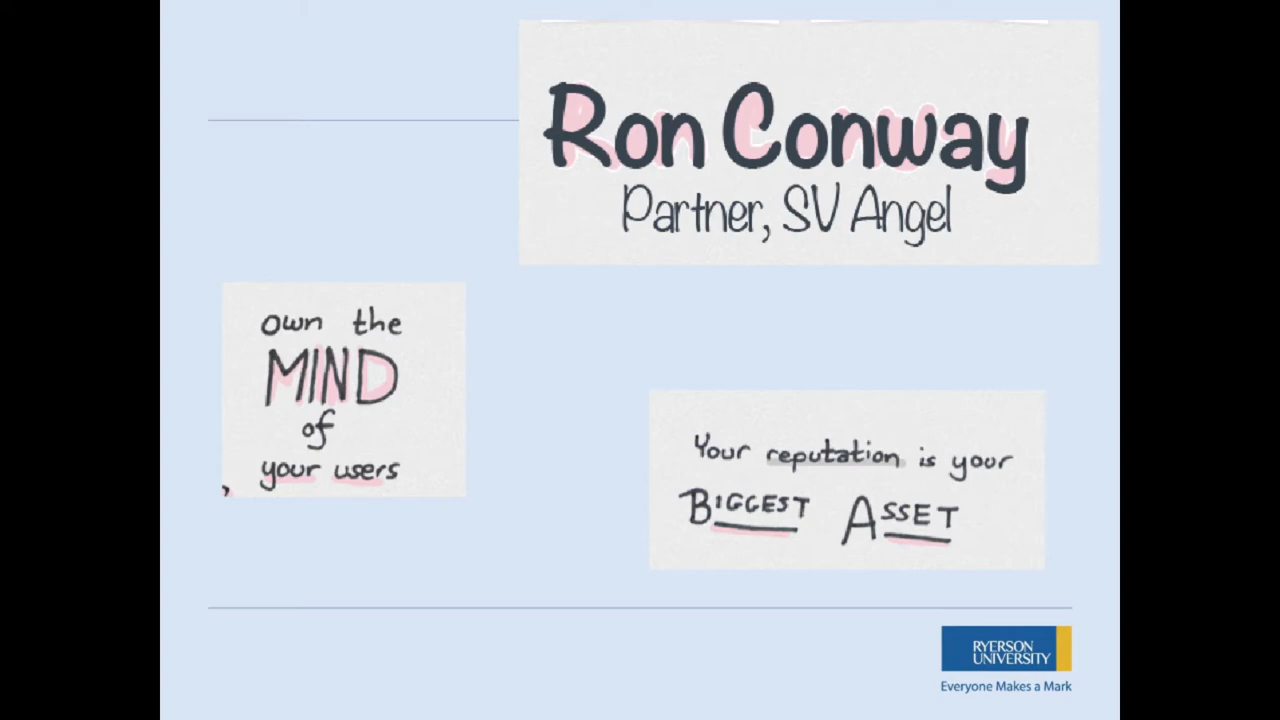 Ron Conway
Partner, SV Angel
own the
MIND
of
your users
,
Your reputation is your
BIGGEST ASSET
RYERSON
UNIVERSITY
Everyone Makes a Mark